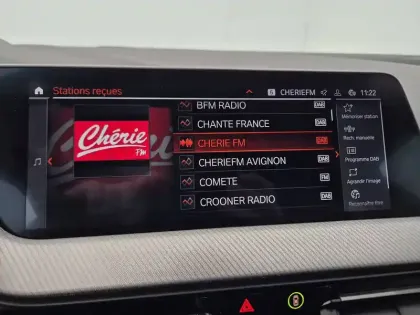 Stations reçues
CHERIEFM
11:22
BFM RADIO DAB
CHANTE FRANCE DAB
CHERIE FM DAB
CHERIEFM AVIGNON DAB
COMETE FM
CROONER RADIO DAB
Chérie
FM
Mémoriser station
Rech. manuelle
Programme DAB
Agrandir l'image